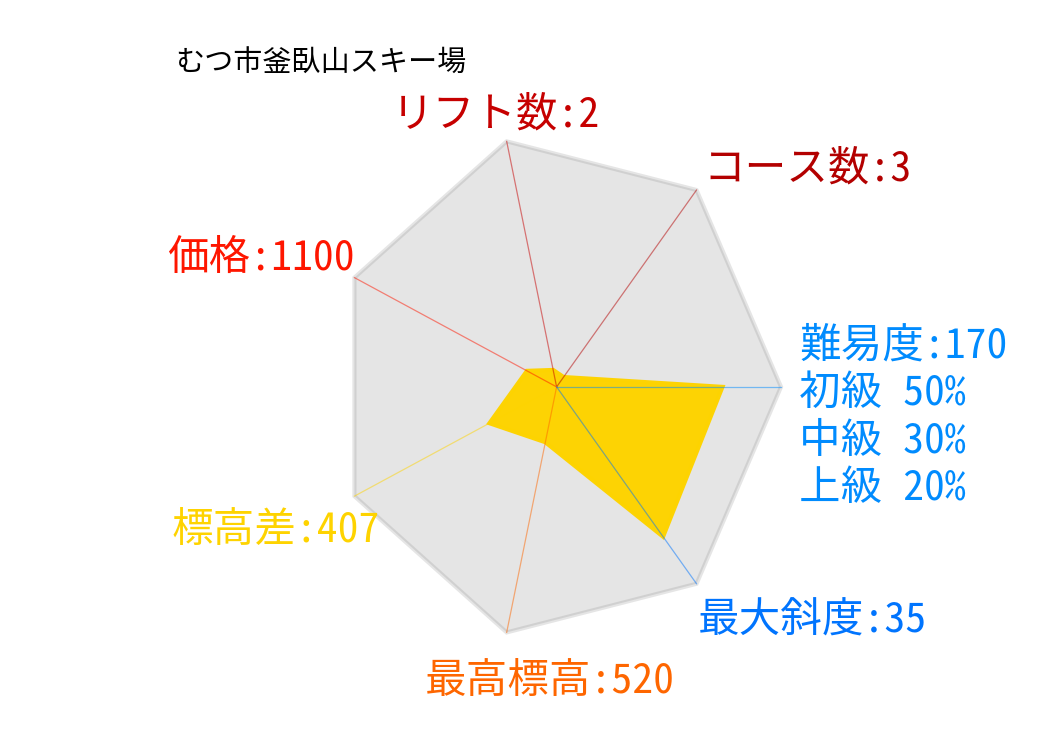 むつ市釜臥山スキー場
リフト数:2
コース数:3
価格:1100
難易度:170
初級 50%
中級 30%
上級 20%
標高差:407
最大斜度:35
最高標高:520